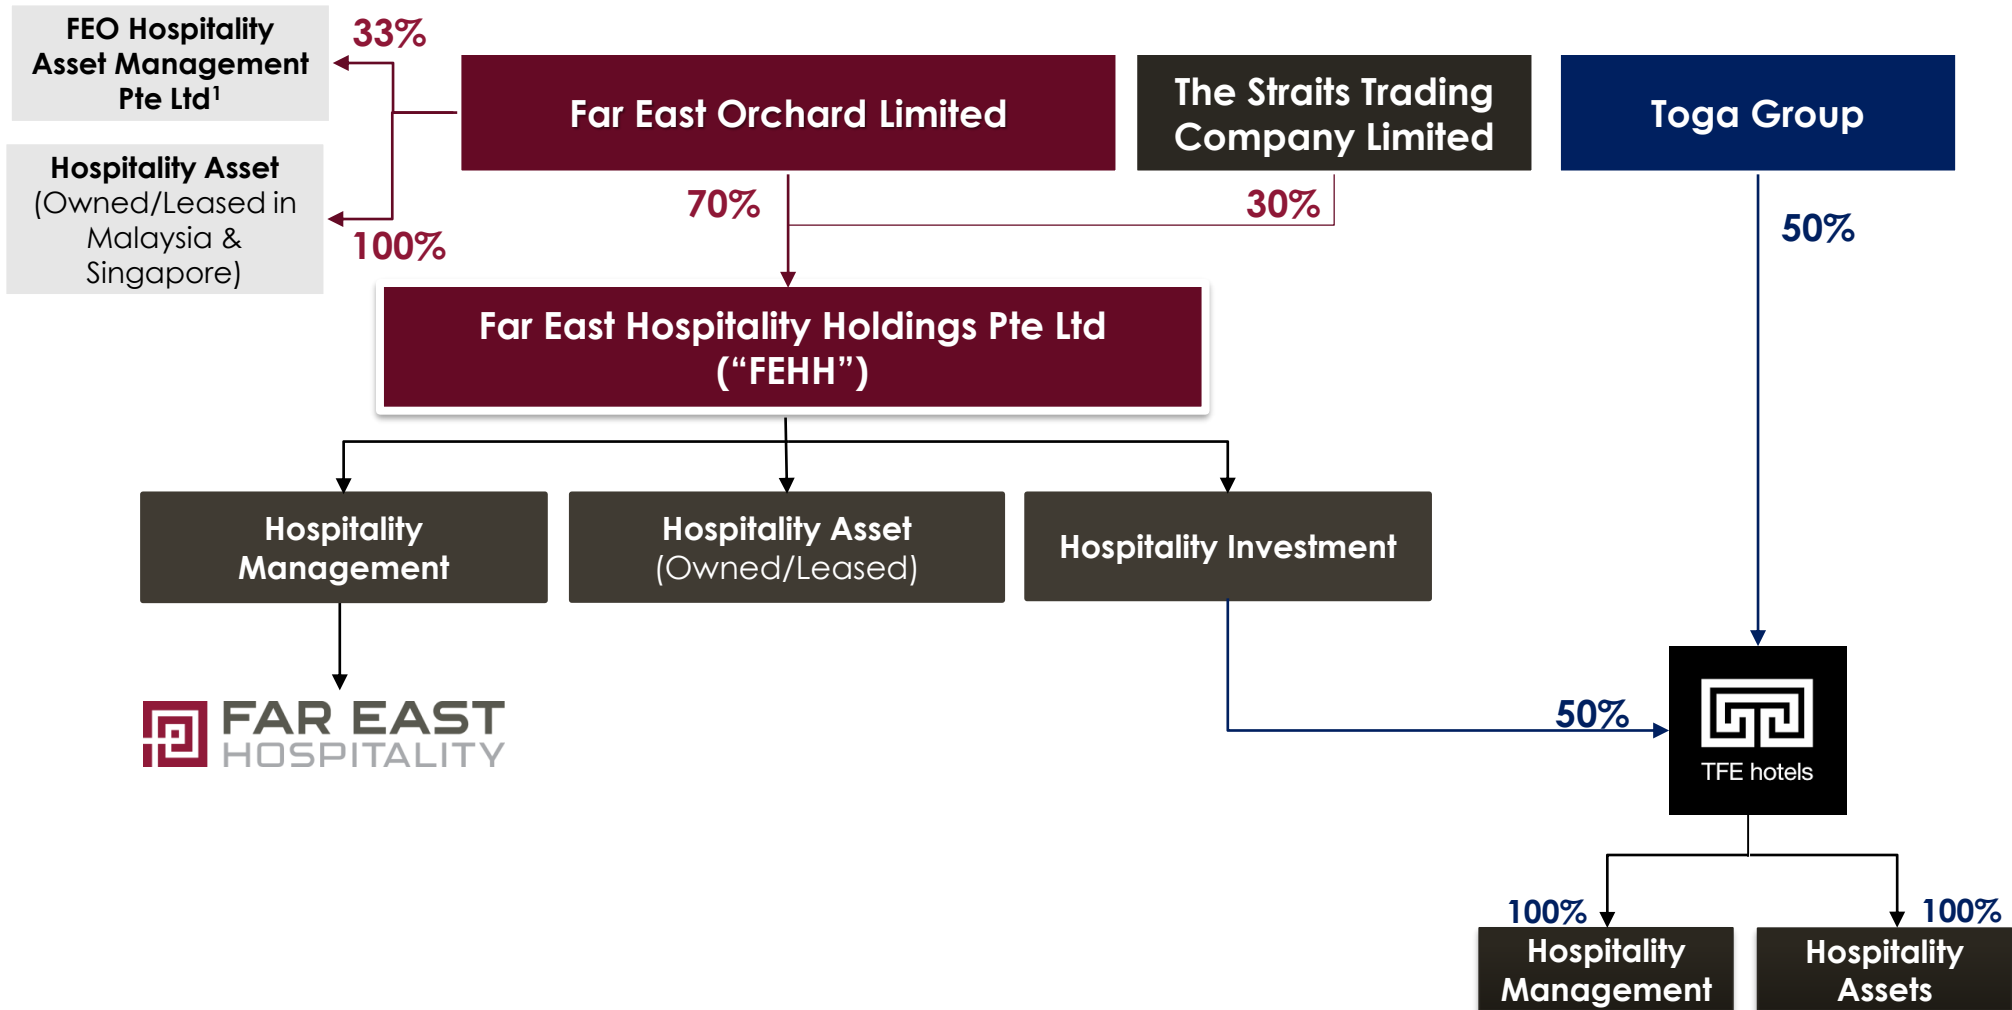 FEO Hospitality
Asset Management
Pte Ltd¹
33%
Hospitality Asset
(Owned/Leased in
Malaysia &
Singapore)
100%
Far East Orchard Limited
The Straits Trading
Company Limited
Toga Group
70%
30%
50%
Far East Hospitality Holdings Pte Ltd
(“FEHH”)
Hospitality
Management
Hospitality Asset
(Owned/Leased)
Hospitality Investment
FAR EAST
HOSPITALITY
50%
TFE hotels
100%
100%
Hospitality
Management
Hospitality
Assets